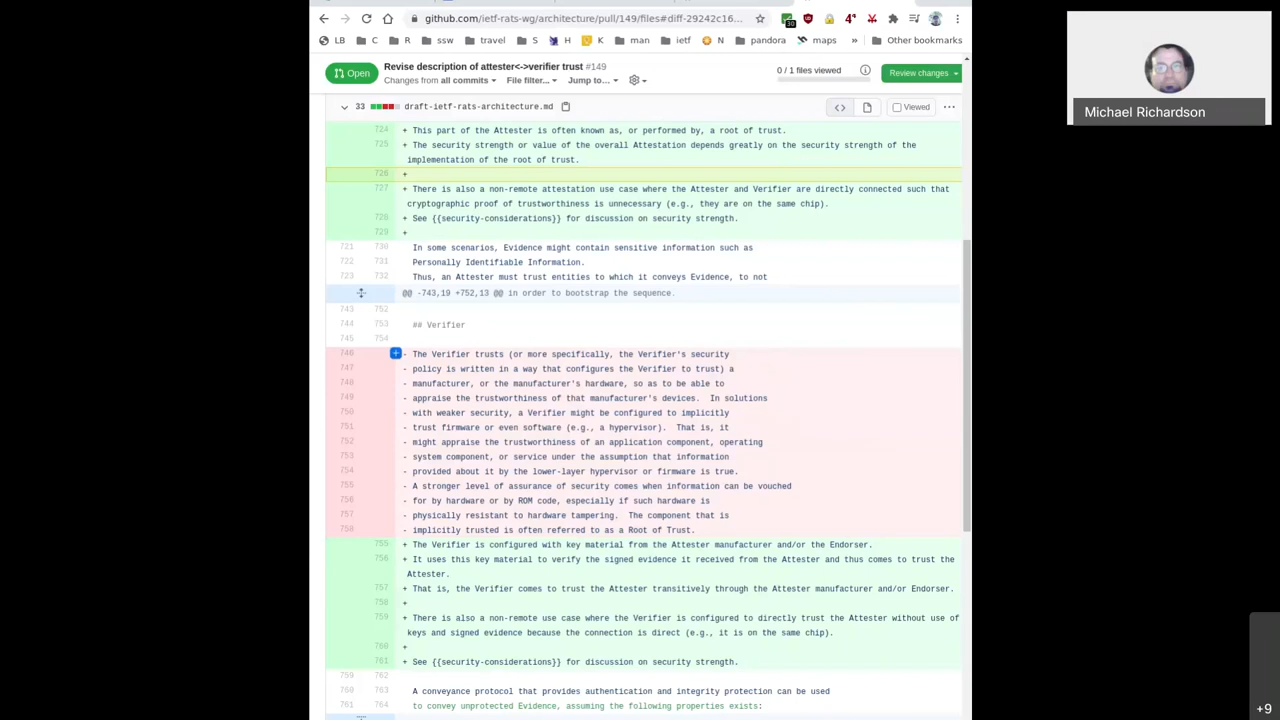 github.com/ietf-rats-wg/architecture/pull/149/files#diff-29242c16…
30
LB C R ssw travel S H K man ietf N pandora maps » Other bookmarks
Open
Revise description of attester<->verifier trust #149
Changes from all commits File filter… Jump to…
0 / 1 files viewed
Review changes
33 draft-ietf-rats-architecture.md
Viewed
724 + This part of the Attester is often known as, or performed by, a root of trust.
725 + The security strength or value of the overall Attestation depends greatly on the security strength of the
implementation of the root of trust.
726 +
727 + There is also a non-remote attestation use case where the Attester and Verifier are directly connected such that
cryptographic proof of trustworthiness is unnecessary (e.g., they are on the same chip).
728 + See {{security-considerations}} for discussion on security strength.
729 +
721 730 In some scenarios, Evidence might contain sensitive information such as
722 731 Personally Identifiable Information.
723 732 Thus, an Attester must trust entities to which it conveys Evidence, to not
@@ -743,19 +752,13 @@ in order to bootstrap the sequence.
743 752
744 753 ## Verifier
745 754
746 - The Verifier trusts (or more specifically, the Verifier's security
747 - policy is written in a way that configures the Verifier to trust) a
748 - manufacturer, or the manufacturer's hardware, so as to be able to
749 - appraise the trustworthiness of that manufacturer's devices. In solutions
750 - with weaker security, a Verifier might be configured to implicitly
751 - trust firmware or even software (e.g., a hypervisor). That is, it
752 - might appraise the trustworthiness of an application component, operating
753 - system component, or service under the assumption that information
754 - provided about it by the lower-layer hypervisor or firmware is true.
755 - A stronger level of assurance of security comes when information can be vouched
756 - for by hardware or by ROM code, especially if such hardware is
757 - physically resistant to hardware tampering. The component that is
758 - implicitly trusted is often referred to as a Root of Trust.
755 + The Verifier is configured with key material from the Attester manufacturer and/or the Endorser.
756 + It uses this key material to verify the signed evidence it received from the Attester and thus comes to trust the
Attester.
757 + That is, the Verifier comes to trust the Attester transitively through the Attester manufacturer and/or Endorser.
758 +
759 + There is also a non-remote use case where the Verifier is configured to directly trust the Attester without use of
keys and signed evidence because the connection is direct (e.g., it is on the same chip).
760 +
761 + See {{security-considerations}} for discussion on security strength.
759 762
760 763 A conveyance protocol that provides authentication and integrity protection can be used
761 764 to convey unprotected Evidence, assuming the following properties exists:
Michael Richardson
+9